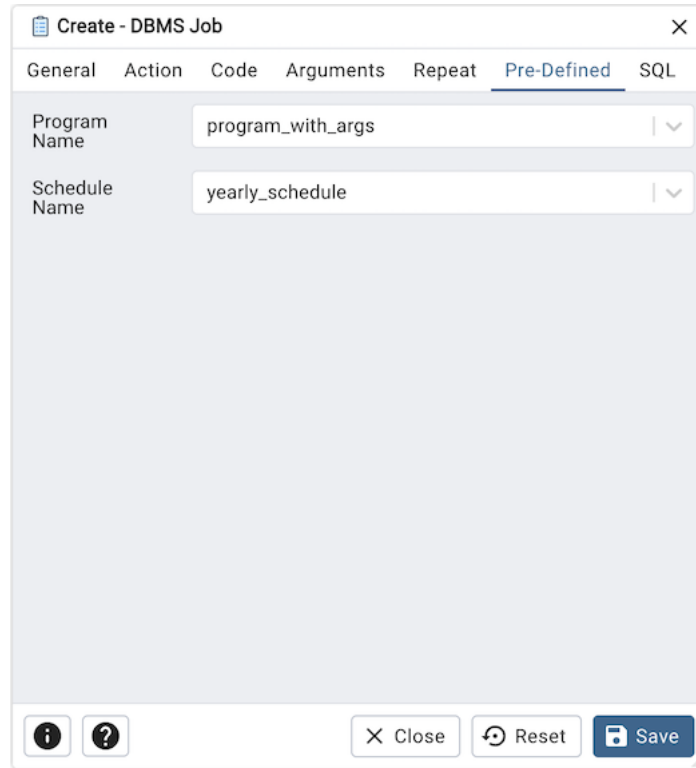 Create - DBMS Job
General Action Code Arguments Repeat Pre-Defined SQL
Program
Name
program_with_args
Schedule
Name
yearly_schedule
Close Reset Save